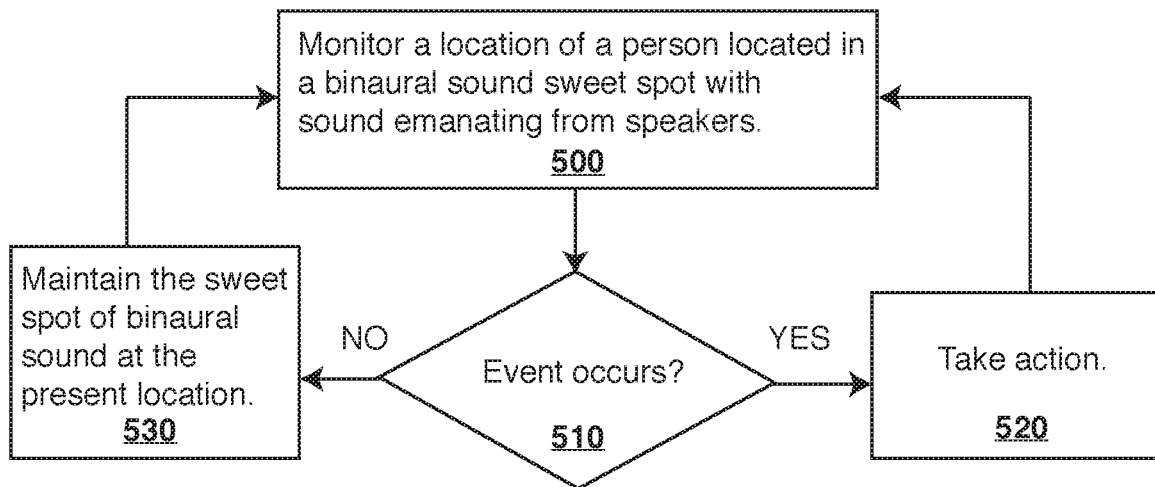 Monitor a location of a person located in
a binaural sound sweet spot with
sound emanating from speakers.
500
Maintain the sweet
spot of binaural
sound at the
present location.
530
NO
Event occurs?
510
YES
Take action.
520